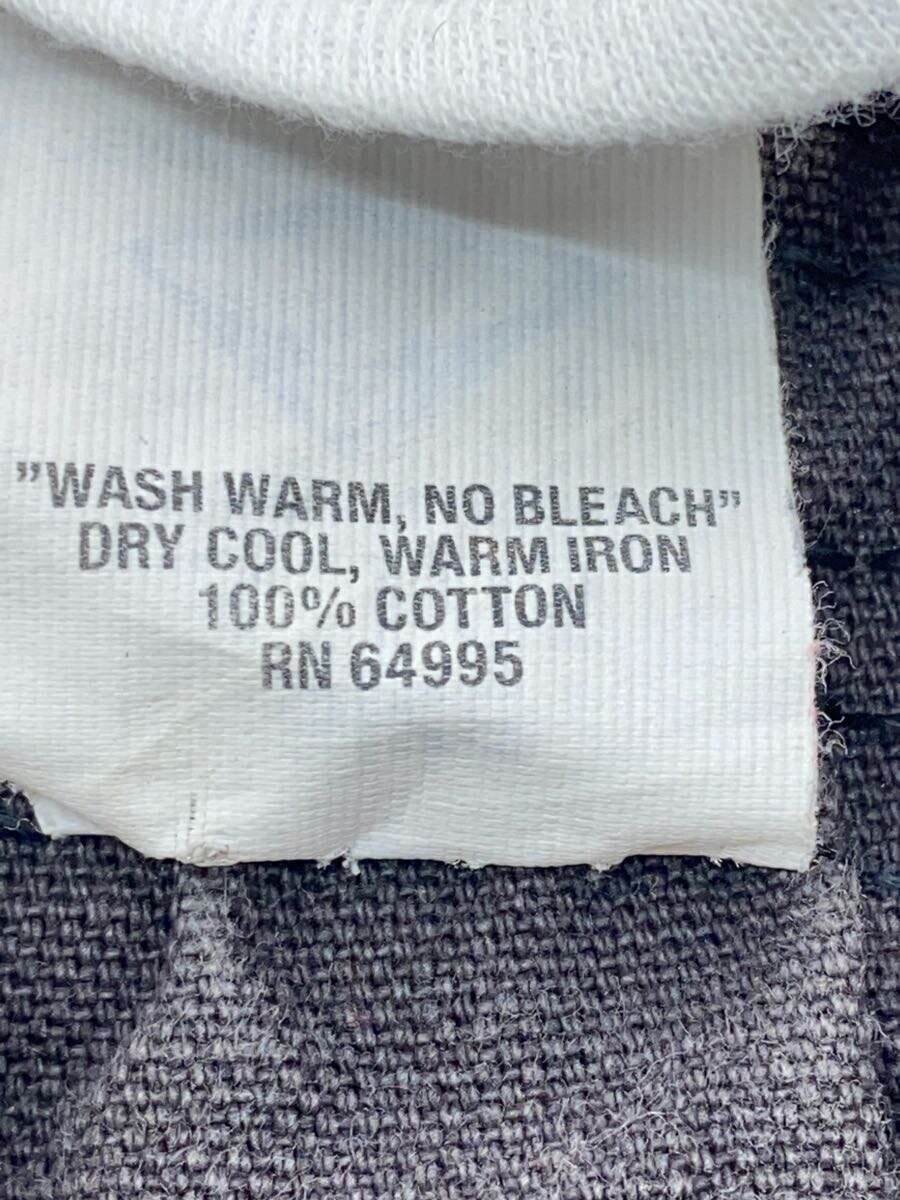 ”WASH WARM, NO BLEACH”
DRY COOL, WARM IRON
100% COTTON
RN 64995